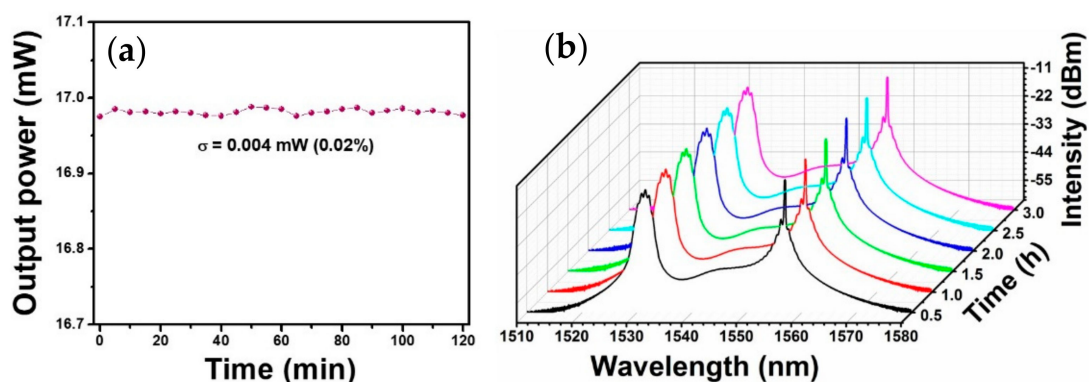 (a)
Output power (mW)
17.1
17.0
16.9
16.8
16.7
σ = 0.004 mW (0.02%)
0 20 40 60 80 100 120
Time (min)
(b)
Intensity (dBm)
-11
-22
-33
-44
-55
3.0
2.5
2.0
1.5
1.0
0.5
Time (h)
1510 1520 1530 1540 1550 1560 1570 1580
Wavelength (nm)